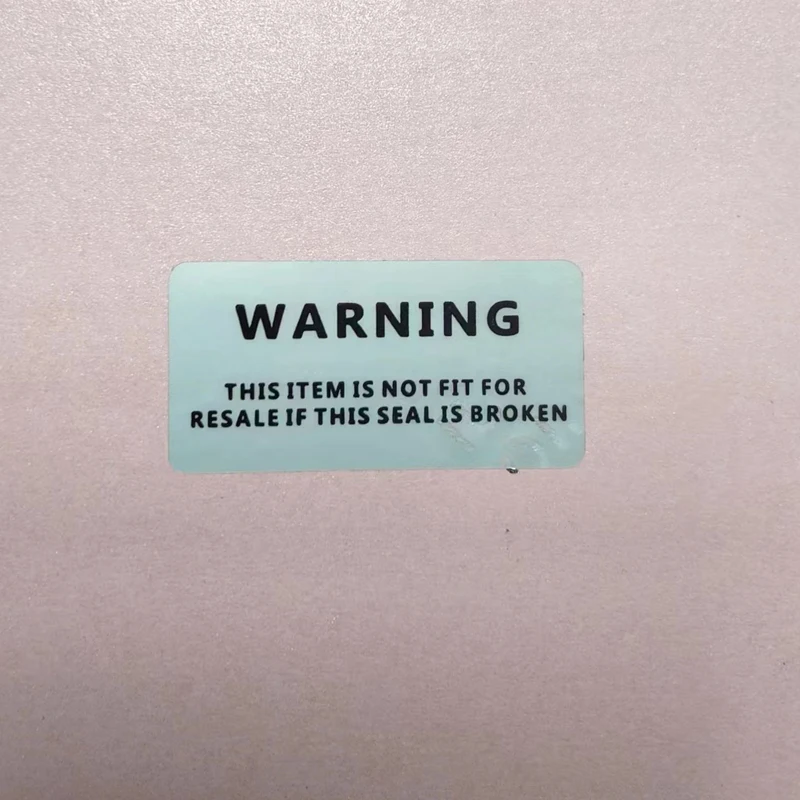 WARNING
THIS ITEM IS NOT FIT FOR
RESALE IF THIS SEAL IS BROKEN